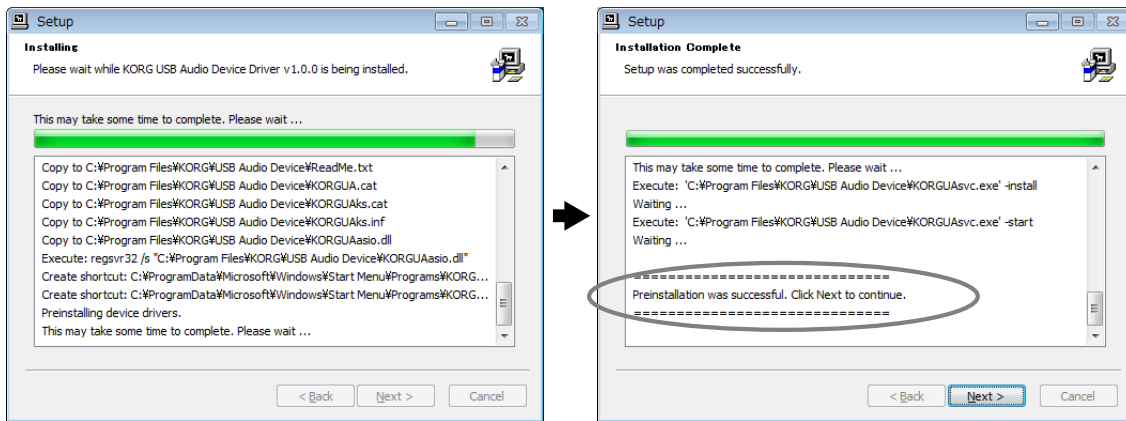 Setup
Installing
Please wait while KORG USB Audio Device Driver v1.0.0 is being installed.
This may take some time to complete. Please wait ...
Copy to C:¥Program Files¥KORG¥USB Audio Device¥ReadMe.txt
Copy to C:¥Program Files¥KORG¥USB Audio Device¥KORGUA.cat
Copy to C:¥Program Files¥KORG¥USB Audio Device¥KORGUAks.cat
Copy to C:¥Program Files¥KORG¥USB Audio Device¥KORGUAks.inf
Copy to C:¥Program Files¥KORG¥USB Audio Device¥KORGUAasio.dll
Execute: regsvr32 /s "C:¥Program Files¥KORG¥USB Audio Device¥KORGUAasio.dll"
Create shortcut: C:¥ProgramData¥Microsoft¥Windows¥Start Menu¥Programs¥KORG...
Create shortcut: C:¥ProgramData¥Microsoft¥Windows¥Start Menu¥Programs¥KORG...
Preinstalling device drivers.
This may take some time to complete. Please wait ...
< Back
Next >
Cancel
Setup
Installation Complete
Setup was completed successfully.
This may take some time to complete. Please wait ...
Execute: 'C:¥Program Files¥KORG¥USB Audio Device¥KORGUAsvc.exe' -install
Waiting ...
Execute: 'C:¥Program Files¥KORG¥USB Audio Device¥KORGUAsvc.exe' -start
Waiting ...
==============================
Preinstallation was successful. Click Next to continue.
==============================
< Back
Next >
Cancel